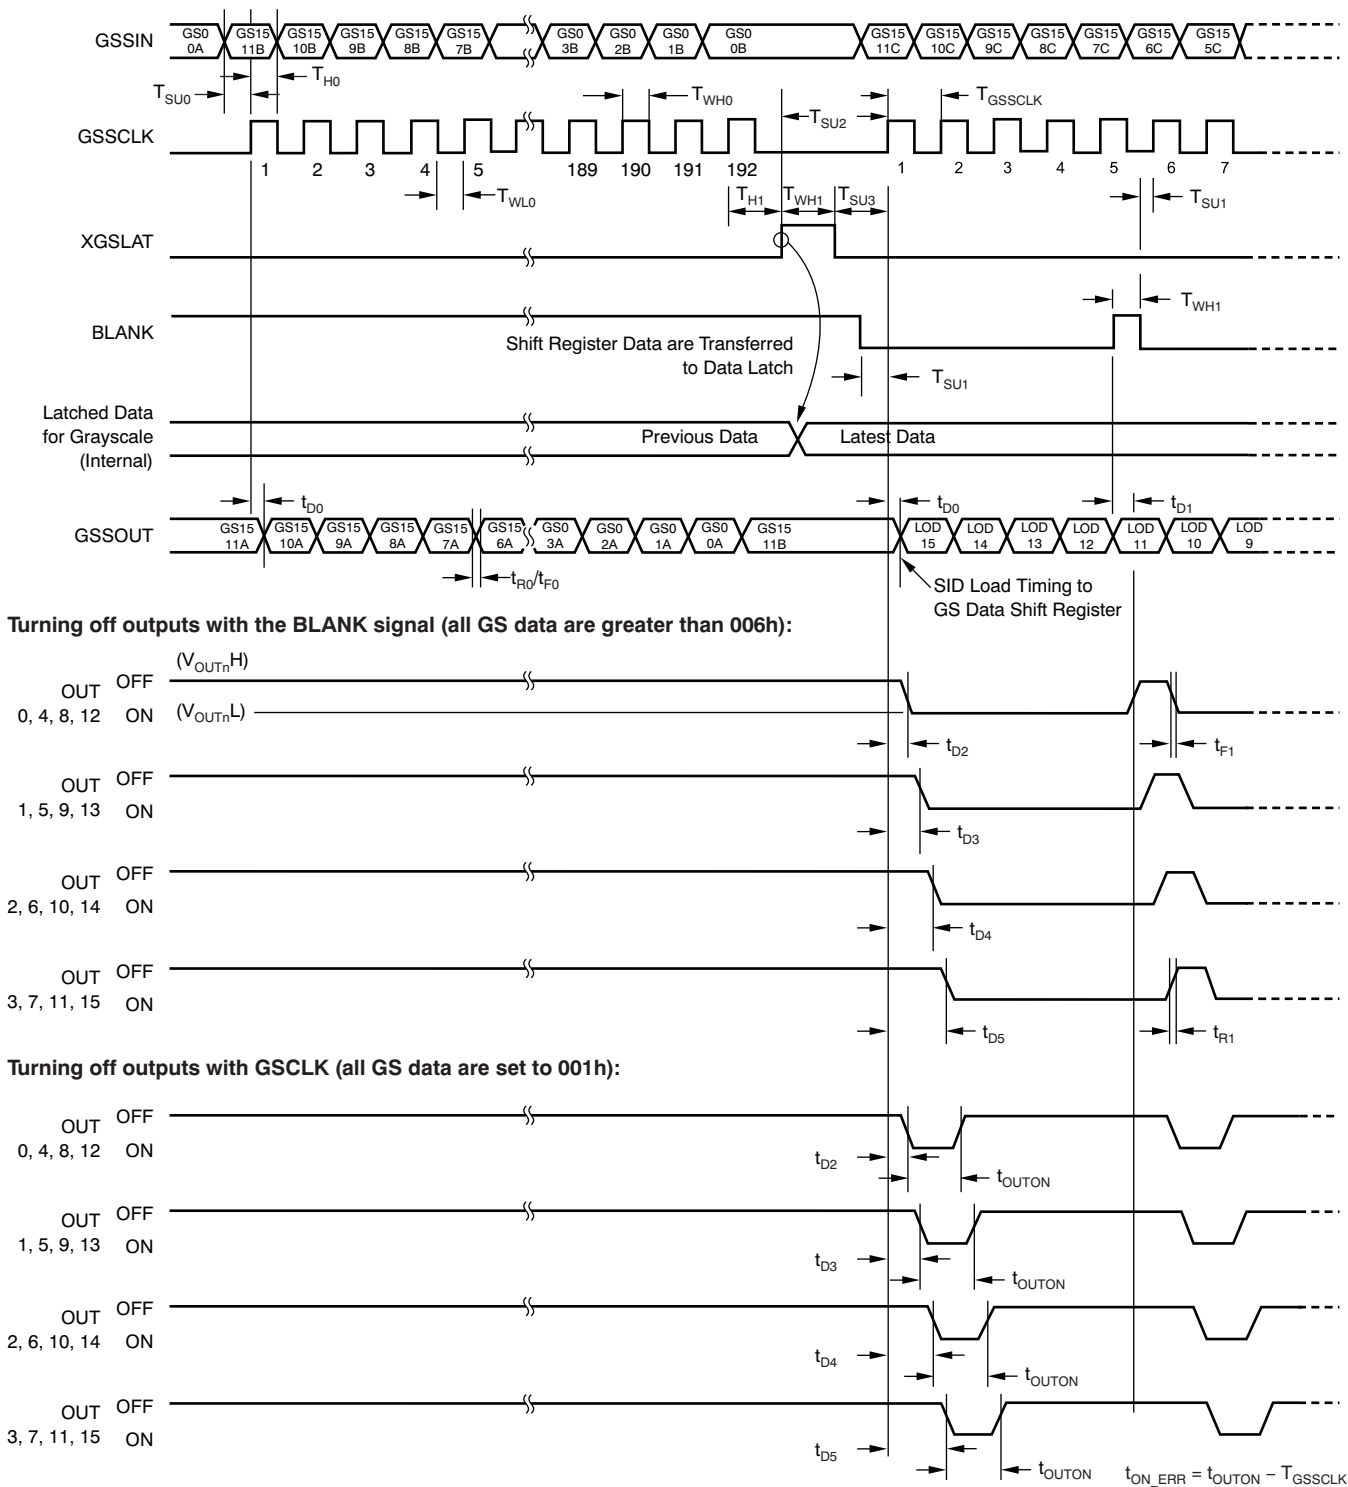 GSSIN
GS0 0A
GS15 11B
GS15 10B
GS15 9B
GS15 8B
GS15 7B
GS0 3B
GS0 2B
GS0 1B
GS0 0B
GS15 11C
GS15 10C
GS15 9C
GS15 8C
GS15 7C
GS15 6C
GS15 5C
TH0
TSU0
TWH0
TGSSCLK
TSU2
GSSCLK
1 2 3 4 5 189 190 191 192 1 2 3 4 5 6 7
TWL0
TH1
TWH1
TSU3
TSU1
XGSLAT
TWH1
BLANK
Shift Register Data are Transferred
to Data Latch
TSU1
Latched Data
for Grayscale
(Internal)
Previous Data
Latest Data
tD0
tD0
tD1
GSSOUT
GS15 11A
GS15 10A
GS15 9A
GS15 8A
GS15 7A
GS15 6A
GS0 3A
GS0 2A
GS0 1A
GS0 0A
GS15 11B
LOD 15
LOD 14
LOD 13
LOD 12
LOD 11
LOD 10
LOD 9
tR0/tF0
SID Load Timing to
GS Data Shift Register
Turning off outputs with the BLANK signal (all GS data are greater than 006h):
(VOUTnH)
OFF
OUT
0, 4, 8, 12 ON
(VOUTnL)
tD2
tF1
OFF
OUT
1, 5, 9, 13 ON
tD3
OFF
OUT
2, 6, 10, 14 ON
tD4
OFF
OUT
3, 7, 11, 15 ON
tD5
tR1
Turning off outputs with GSCLK (all GS data are set to 001h):
OFF
OUT
0, 4, 8, 12 ON
tD2
tOUTON
OFF
OUT
1, 5, 9, 13 ON
tD3
tOUTON
OFF
OUT
2, 6, 10, 14 ON
tD4
tOUTON
OFF
OUT
3, 7, 11, 15 ON
tD5
tOUTON
tON_ERR = tOUTON − TGSSCLK